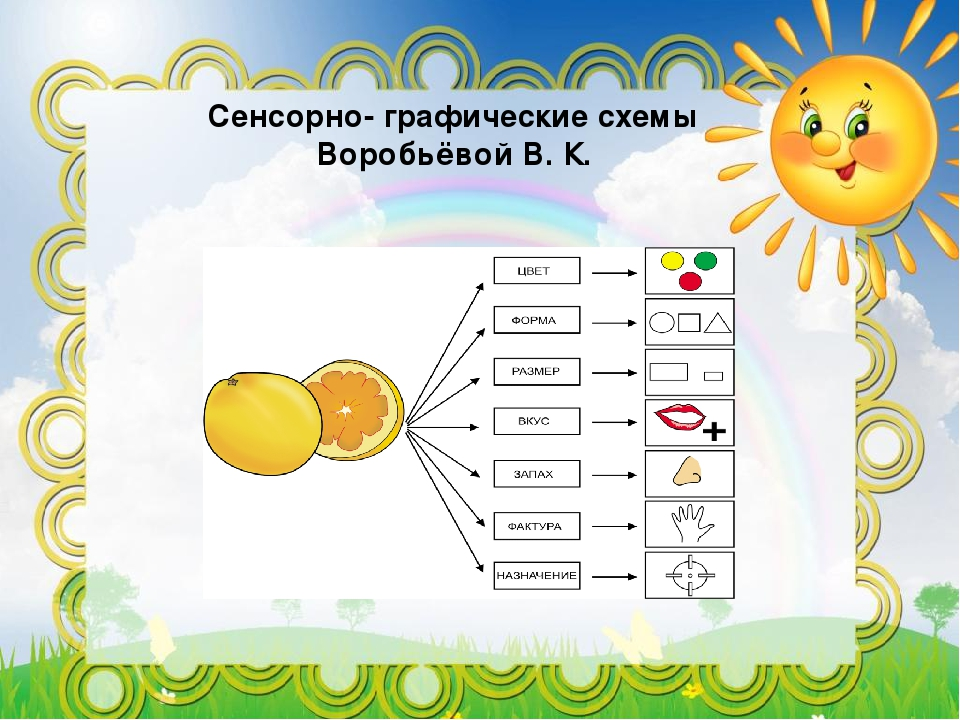 Сенсорно- графические схемы
Воробьёвой В. К.
ЦВЕТ
ФОРМА
РАЗМЕР
ВКУС
+
ЗАПАХ
ФАКТУРА
НАЗНАЧЕНИЕ